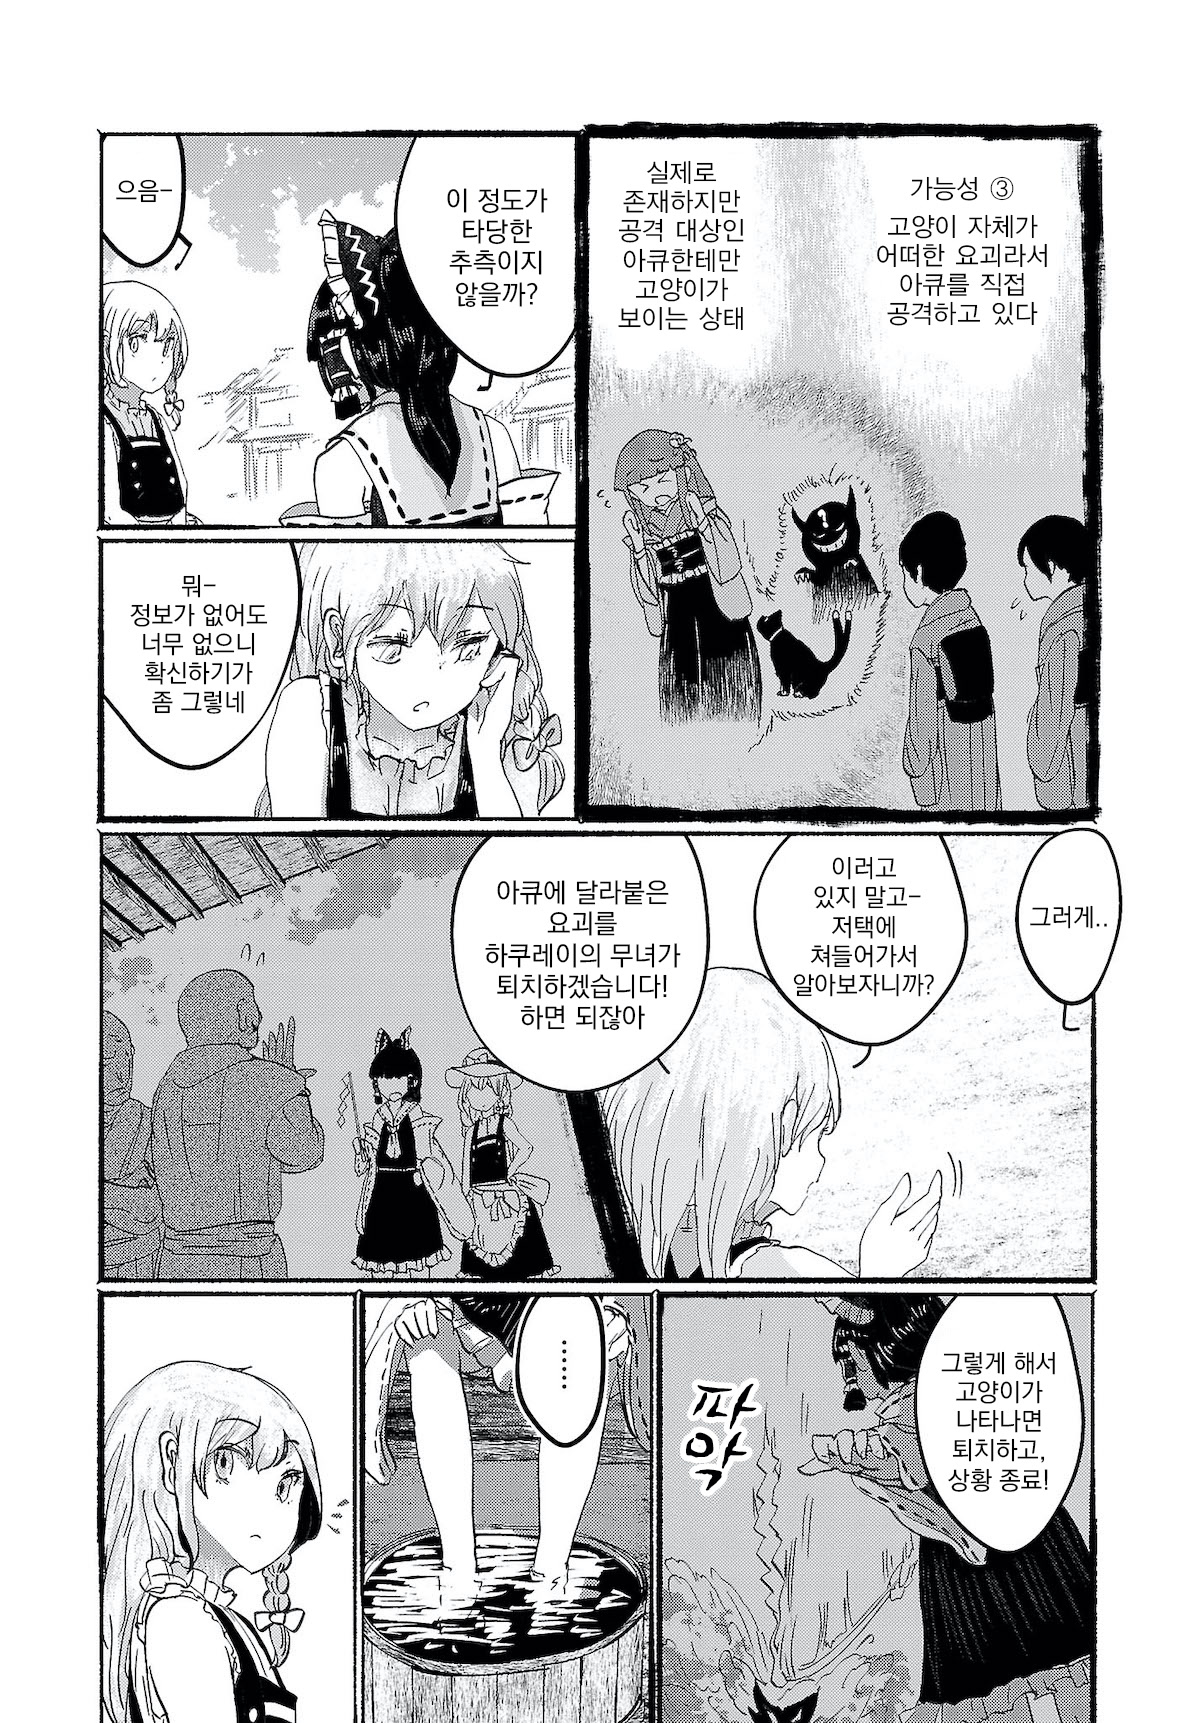 가능성 ③
고양이 자체가
어떠한 요괴라서
아큐를 직접
공격하고 있다
실제로
존재하지만
공격 대상인
아큐한테만
고양이가
보이는 상태
이 정도가
타당한
추측이지
않을까?
으음-
뭐-
정보가 없어도
너무 없으니
확신하기가
좀 그렇네
그러게..
이러고
있지 말고-
저택에
쳐들어가서
알아보자니까?
아큐에 달라붙은
요괴를
하쿠레이의 무녀가
퇴치하겠습니다!
하면 되잖아
그렇게 해서
고양이가
나타나면
퇴치하고,
상황 종료!
파
악
……